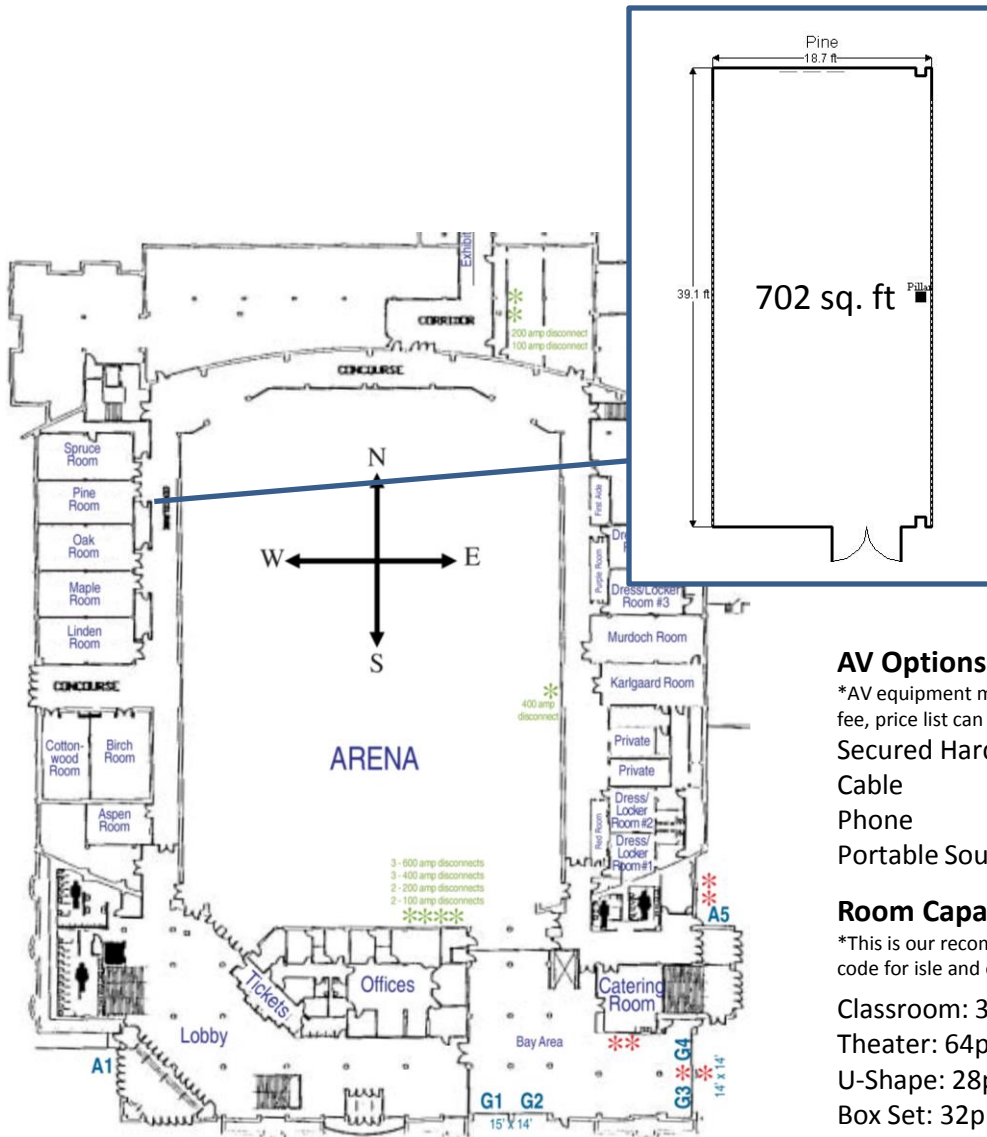 Pine
18.7 ft
39.1 ft
702 sq. ft
Pillar
Exhibit
CORRIDOR
200 amp disconnect
100 amp disconnect
CONCOURSE
Spruce
Room
Pine
Room
Oak
Room
Maple
Room
Linden
Room
CONCOURSE
CONCOURSE
Cotton-
wood
Room
Birch
Room
Aspen
Room
N
W
E
S
First Aide
Purple Room
Dress/Locker
Room #3
Murdoch Room
Karlgaard Room
Private
Private
Dress/
Locker
Room #2
Red Room
Dress/
Locker
Room #1
400 amp
disconnect
ARENA
3 - 600 amp disconnects
3 - 400 amp disconnects
2 - 200 amp disconnects
2 - 100 amp disconnects
****
**
A5
Tickets
Offices
Catering
Room
**
Lobby
Bay Area
A1
G1
G2
15' x 14'
G4
G3
14' x 14'
AV Options
*AV equipment m
fee, price list can
Secured Hard
Cable
Phone
Portable Sou
Room Capa
*This is our recon
code for isle and
Classroom: 3
Theater: 64p
U-Shape: 28p
Box Set: 32p